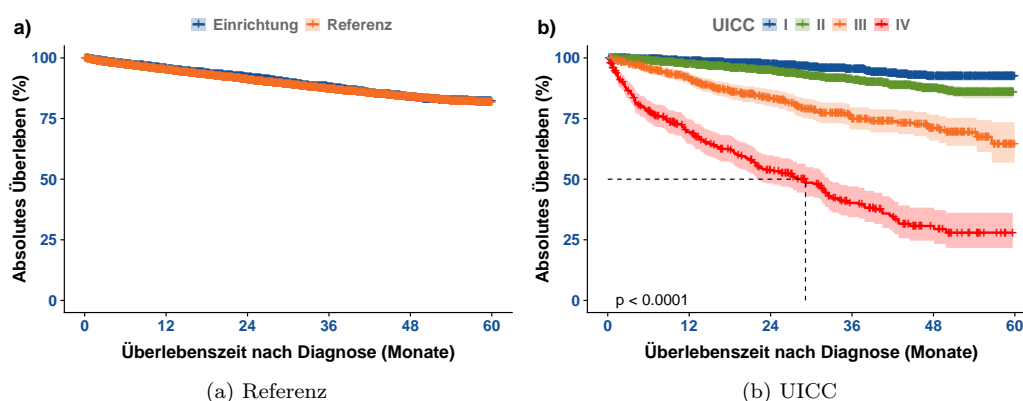 a)
Einrichtung Referenz
Absolutes Überleben (%)
100
75
50
25
0
0 12 24 36 48 60
Überlebenszeit nach Diagnose (Monate)
(a) Referenz
b)
UICC I II III IV
Absolutes Überleben (%)
100
75
50
25
0
p < 0.0001
0 12 24 36 48 60
Überlebenszeit nach Diagnose (Monate)
(b) UICC